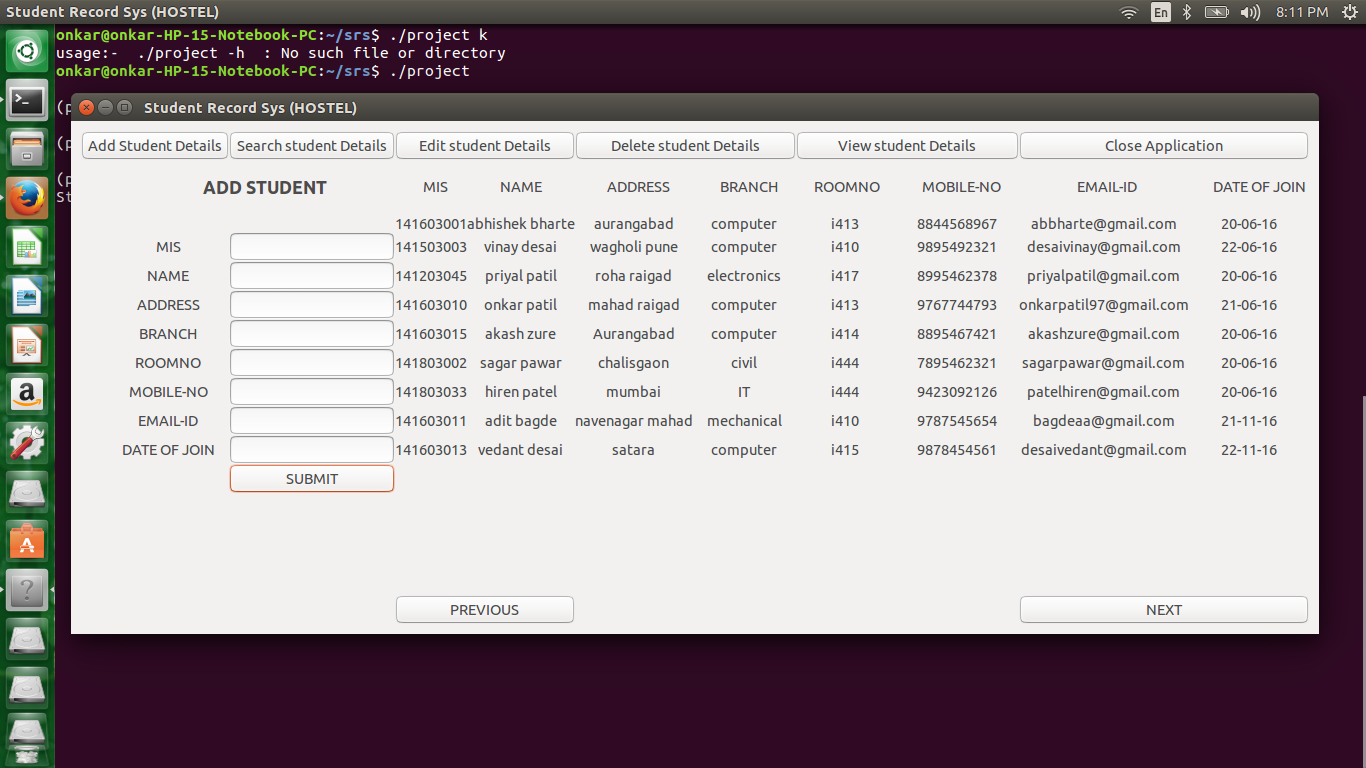 Student Record Sys (HOSTEL) En 8:11 PM
onkar@onkar-HP-15-Notebook-PC:~/srs$ ./project k
usage:- ./project -h : No such file or directory
onkar@onkar-HP-15-Notebook-PC:~/srs$ ./project
(p
(p
(p
St
Student Record Sys (HOSTEL)
Add Student Details Search student Details Edit student Details Delete student Details View student Details Close Application
ADD STUDENT MIS NAME ADDRESS BRANCH ROOMNO MOBILE-NO EMAIL-ID DATE OF JOIN
141603001 abhishek bharte aurangabad computer i413 8844568967 abbharte@gmail.com 20-06-16
MIS 141503003 vinay desai wagholi pune computer i410 9895492321 desaivinay@gmail.com 22-06-16
NAME 141203045 priyal patil roha raigad electronics i417 8995462378 priyalpatil@gmail.com 20-06-16
ADDRESS 141603010 onkar patil mahad raigad computer i413 9767744793 onkarpatil97@gmail.com 21-06-16
BRANCH 141603015 akash zure Aurangabad computer i414 8895467421 akashzure@gmail.com 20-06-16
ROOMNO 141803002 sagar pawar chalisgaon civil i444 7895462321 sagarpawar@gmail.com 20-06-16
MOBILE-NO 141803033 hiren patel mumbai IT i444 9423092126 patelhiren@gmail.com 20-06-16
EMAIL-ID 141603011 adit bagde navenagar mahad mechanical i410 9787545654 bagdeaa@gmail.com 21-11-16
DATE OF JOIN 141603013 vedant desai satara computer i415 9878454561 desaivedant@gmail.com 22-11-16
SUBMIT
PREVIOUS NEXT